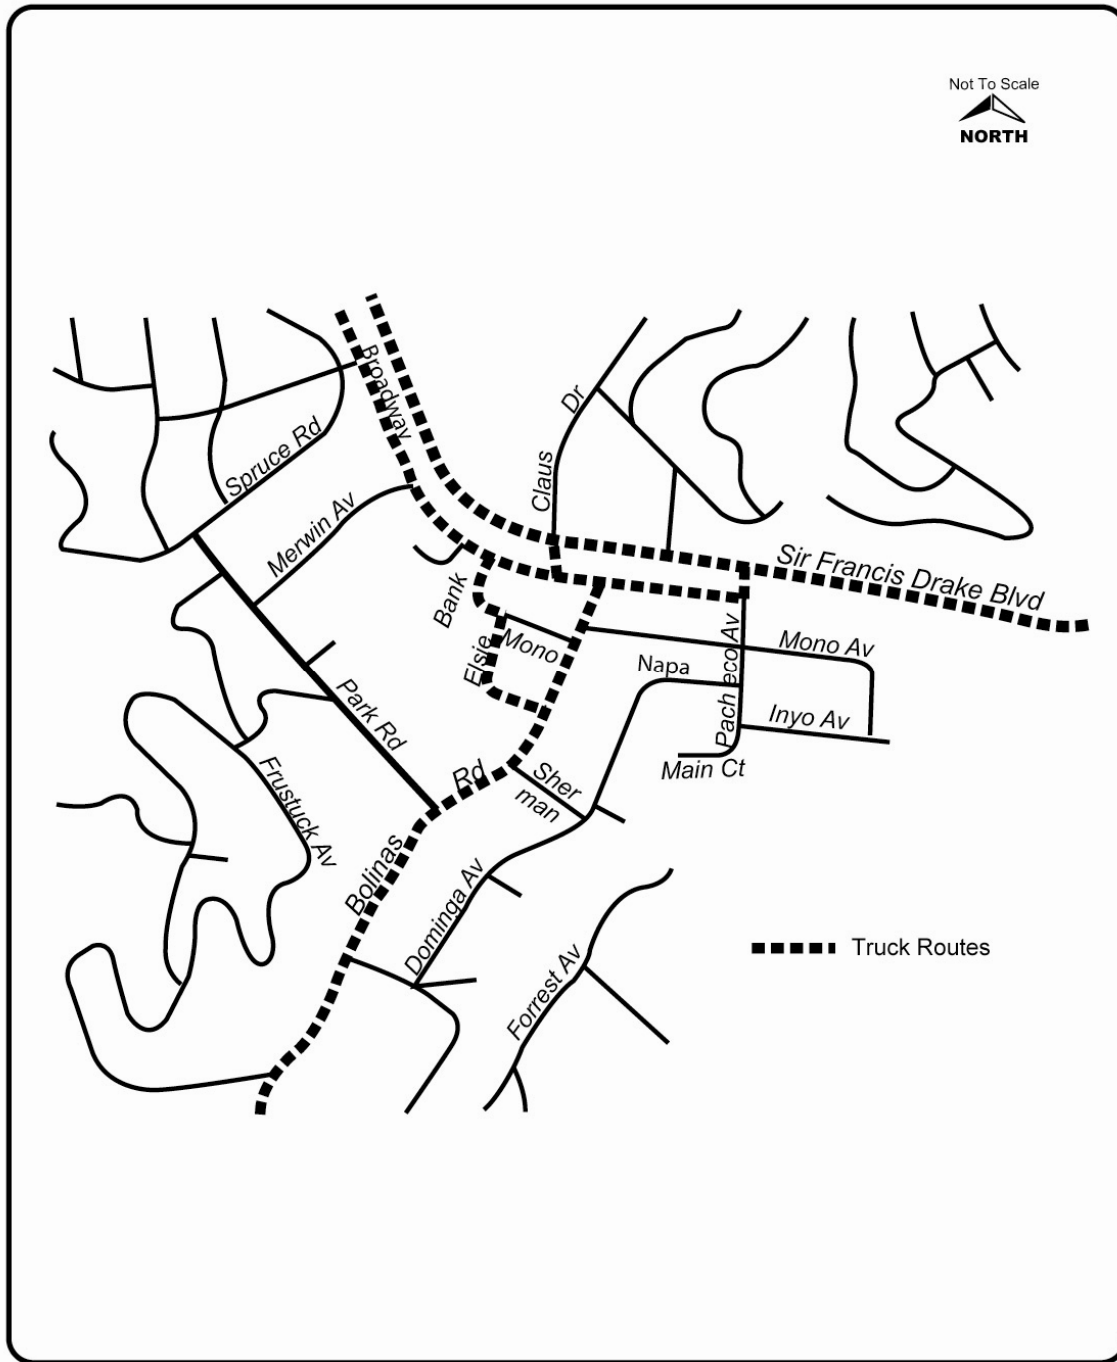 Not To Scale
NORTH
Broadway
Spruce Rd
Merwin Av
Claus Dr
Sir Francis Drake Blvd
Bank
Elsie
Mono
Mono Av
Napa
Pacheco Av
Inyo Av
Main Ct
Park Rd
Sher
man
Frustuck Av
Bolinas Rd
Dominga Av
Forrest Av
Truck Routes